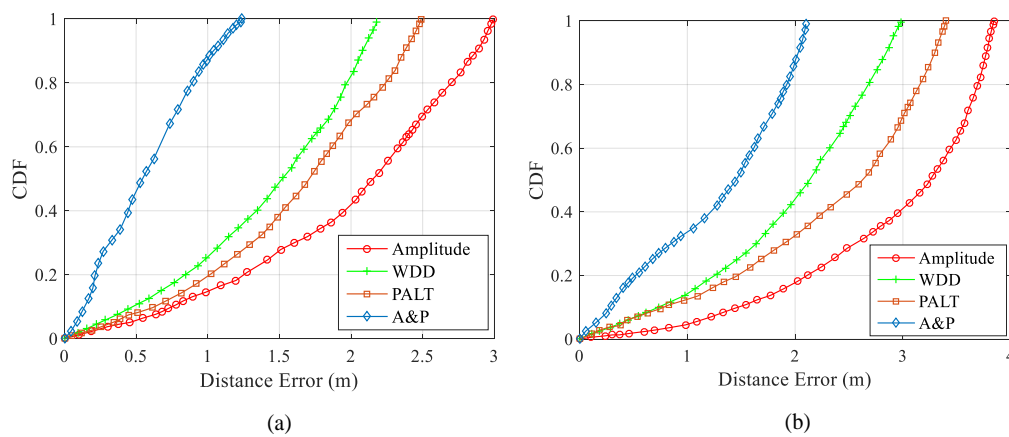 1
0.8
0.6
0.4
0.2
0
CDF
0 0.5 1 1.5 2 2.5 3
Distance Error (m)
Amplitude
WDD
PALT
A&P
(a)
1
0.8
0.6
0.4
0.2
0
CDF
0 1 2 3 4
Distance Error (m)
Amplitude
WDD
PALT
A&P
(b)